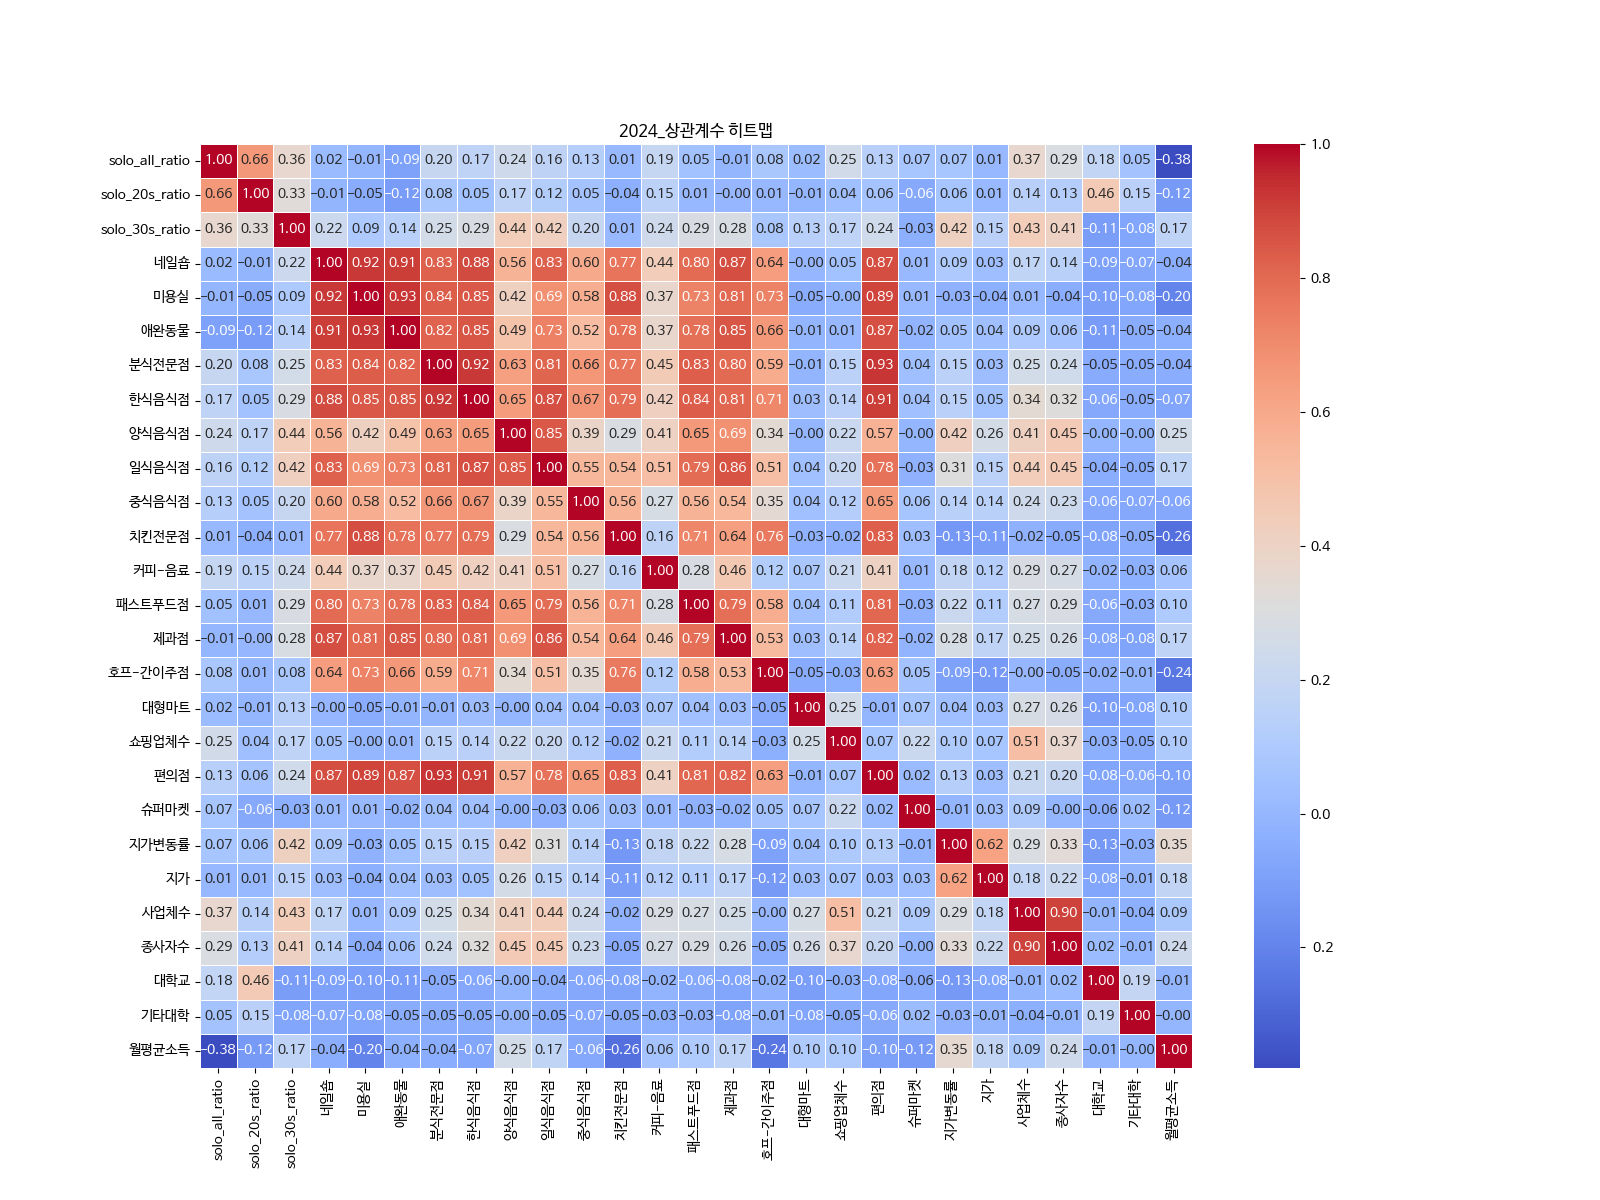 2024_상관계수 히트맵
solo_all_ratio 1.00 0.66 0.36 0.02 −0.01 −0.09 0.20 0.17 0.24 0.16 0.13 0.01 0.19 0.05 −0.01 0.08 0.02 0.25 0.13 0.07 0.07 0.01 0.37 0.29 0.18 0.05 −0.38 1.0
solo_20s_ratio 0.66 1.00 0.33 −0.01 −0.05 −0.12 0.08 0.05 0.17 0.12 0.05 −0.04 0.15 0.01 −0.00 0.01 −0.01 0.04 0.06 −0.06 0.06 0.01 0.14 0.13 0.46 0.15 −0.12
solo_30s_ratio 0.36 0.33 1.00 0.22 0.09 0.14 0.25 0.29 0.44 0.42 0.20 0.01 0.24 0.29 0.28 0.08 0.13 0.17 0.24 −0.03 0.42 0.15 0.43 0.41 −0.11 −0.08 0.17
네일숍 0.02 −0.01 0.22 1.00 0.92 0.91 0.83 0.88 0.56 0.83 0.60 0.77 0.44 0.80 0.87 0.64 −0.00 0.05 0.87 0.01 0.09 0.03 0.17 0.14 −0.09 −0.07 −0.04
0.8
미용실 −0.01 −0.05 0.09 0.92 1.00 0.93 0.84 0.85 0.42 0.69 0.58 0.88 0.37 0.73 0.81 0.73 −0.05 −0.00 0.89 0.01 −0.03 −0.04 0.01 −0.04 −0.10 −0.08 −0.20
애완동물 −0.09 −0.12 0.14 0.91 0.93 1.00 0.82 0.85 0.49 0.73 0.52 0.78 0.37 0.78 0.85 0.66 −0.01 0.01 0.87 −0.02 0.05 0.04 0.09 0.06 −0.11 −0.05 −0.04
분식전문점 0.20 0.08 0.25 0.83 0.84 0.82 1.00 0.92 0.63 0.81 0.66 0.77 0.45 0.83 0.80 0.59 −0.01 0.15 0.93 0.04 0.15 0.03 0.25 0.24 −0.05 −0.05 −0.04
한식음식점 0.17 0.05 0.29 0.88 0.85 0.85 0.92 1.00 0.65 0.87 0.67 0.79 0.42 0.84 0.81 0.71 0.03 0.14 0.91 0.04 0.15 0.05 0.34 0.32 −0.06 −0.05 −0.07
0.6
양식음식점 0.24 0.17 0.44 0.56 0.42 0.49 0.63 0.65 1.00 0.85 0.39 0.29 0.41 0.65 0.69 0.34 −0.00 0.22 0.57 −0.00 0.42 0.26 0.41 0.45 −0.00 −0.00 0.25
일식음식점 0.16 0.12 0.42 0.83 0.69 0.73 0.81 0.87 0.85 1.00 0.55 0.54 0.51 0.79 0.86 0.51 0.04 0.20 0.78 −0.03 0.31 0.15 0.44 0.45 −0.04 −0.05 0.17
중식음식점 0.13 0.05 0.20 0.60 0.58 0.52 0.66 0.67 0.39 0.55 1.00 0.56 0.27 0.56 0.54 0.35 0.04 0.12 0.65 0.06 0.14 0.14 0.24 0.23 −0.06 −0.07 −0.06
치킨전문점 0.01 −0.04 0.01 0.77 0.88 0.78 0.77 0.79 0.29 0.54 0.56 1.00 0.16 0.71 0.64 0.76 −0.03 −0.02 0.83 0.03 −0.13 −0.11 −0.02 −0.05 −0.08 −0.05 −0.26
0.4
커피-음료 0.19 0.15 0.24 0.44 0.37 0.37 0.45 0.42 0.41 0.51 0.27 0.16 1.00 0.28 0.46 0.12 0.07 0.21 0.41 0.01 0.18 0.12 0.29 0.27 −0.02 −0.03 0.06
패스트푸드점 0.05 0.01 0.29 0.80 0.73 0.78 0.83 0.84 0.65 0.79 0.56 0.71 0.28 1.00 0.79 0.58 0.04 0.11 0.81 −0.03 0.22 0.11 0.27 0.29 −0.06 −0.03 0.10
제과점 −0.01 −0.00 0.28 0.87 0.81 0.85 0.80 0.81 0.69 0.86 0.54 0.64 0.46 0.79 1.00 0.53 0.03 0.14 0.82 −0.02 0.28 0.17 0.25 0.26 −0.08 −0.08 0.17
호프-간이주점 0.08 0.01 0.08 0.64 0.73 0.66 0.59 0.71 0.34 0.51 0.35 0.76 0.12 0.58 0.53 1.00 −0.05 −0.03 0.63 0.05 −0.09 −0.12 −0.00 −0.05 −0.02 −0.01 −0.24
0.2
대형마트 0.02 −0.01 0.13 −0.00 −0.05 −0.01 −0.01 0.03 −0.00 0.04 0.04 −0.03 0.07 0.04 0.03 −0.05 1.00 0.25 −0.01 0.07 0.04 0.03 0.27 0.26 −0.10 −0.08 0.10
쇼핑업체수 0.25 0.04 0.17 0.05 −0.00 0.01 0.15 0.14 0.22 0.20 0.12 −0.02 0.21 0.11 0.14 −0.03 0.25 1.00 0.07 0.22 0.10 0.07 0.51 0.37 −0.03 −0.05 0.10
편의점 0.13 0.06 0.24 0.87 0.89 0.87 0.93 0.91 0.57 0.78 0.65 0.83 0.41 0.81 0.82 0.63 −0.01 0.07 1.00 0.02 0.13 0.03 0.21 0.20 −0.08 −0.06 −0.10
슈퍼마켓 0.07 −0.06 −0.03 0.01 0.01 −0.02 0.04 0.04 −0.00 −0.03 0.06 0.03 0.01 −0.03 −0.02 0.05 0.07 0.22 0.02 1.00 −0.01 0.03 0.09 −0.00 −0.06 0.02 −0.12
0.0
지가변동률 0.07 0.06 0.42 0.09 −0.03 0.05 0.15 0.15 0.42 0.31 0.14 −0.13 0.18 0.22 0.28 −0.09 0.04 0.10 0.13 −0.01 1.00 0.62 0.29 0.33 −0.13 −0.03 0.35
지가 0.01 0.01 0.15 0.03 −0.04 0.04 0.03 0.05 0.26 0.15 0.14 −0.11 0.12 0.11 0.17 −0.12 0.03 0.07 0.03 0.03 0.62 1.00 0.18 0.22 −0.08 −0.01 0.18
사업체수 0.37 0.14 0.43 0.17 0.01 0.09 0.25 0.34 0.41 0.44 0.24 −0.02 0.29 0.27 0.25 −0.00 0.27 0.51 0.21 0.09 0.29 0.18 1.00 0.90 −0.01 −0.04 0.09
종사자수 0.29 0.13 0.41 0.14 −0.04 0.06 0.24 0.32 0.45 0.45 0.23 −0.05 0.27 0.29 0.26 −0.05 0.26 0.37 0.20 −0.00 0.33 0.22 0.90 1.00 0.02 −0.01 0.24
0.2
대학교 0.18 0.46 −0.11 −0.09 −0.10 −0.11 −0.05 −0.06 −0.00 −0.04 −0.06 −0.08 −0.02 −0.06 −0.08 −0.02 −0.10 −0.03 −0.08 −0.06 −0.13 −0.08 −0.01 0.02 1.00 0.19 −0.01
기타대학 0.05 0.15 −0.08 −0.07 −0.08 −0.05 −0.05 −0.05 −0.00 −0.05 −0.07 −0.05 −0.03 −0.03 −0.08 −0.01 −0.08 −0.05 −0.06 0.02 −0.03 −0.01 −0.04 −0.01 0.19 1.00 −0.00
월평균소득 −0.38 −0.12 0.17 −0.04 −0.20 −0.04 −0.04 −0.07 0.25 0.17 −0.06 −0.26 0.06 0.10 0.17 −0.24 0.10 0.10 −0.10 −0.12 0.35 0.18 0.09 0.24 −0.01 −0.00 1.00
solo_all_ratio solo_20s_ratio solo_30s_ratio 네일숍 미용실 애완동물 분식전문점 한식음식점 양식음식점 일식음식점 중식음식점 치킨전문점 커피-음료 패스트푸드점 제과점 호프-간이주점 대형마트 쇼핑업체수 편의점 슈퍼마켓 지가변동률 지가 사업체수 종사자수 대학교 기타대학 월평균소득